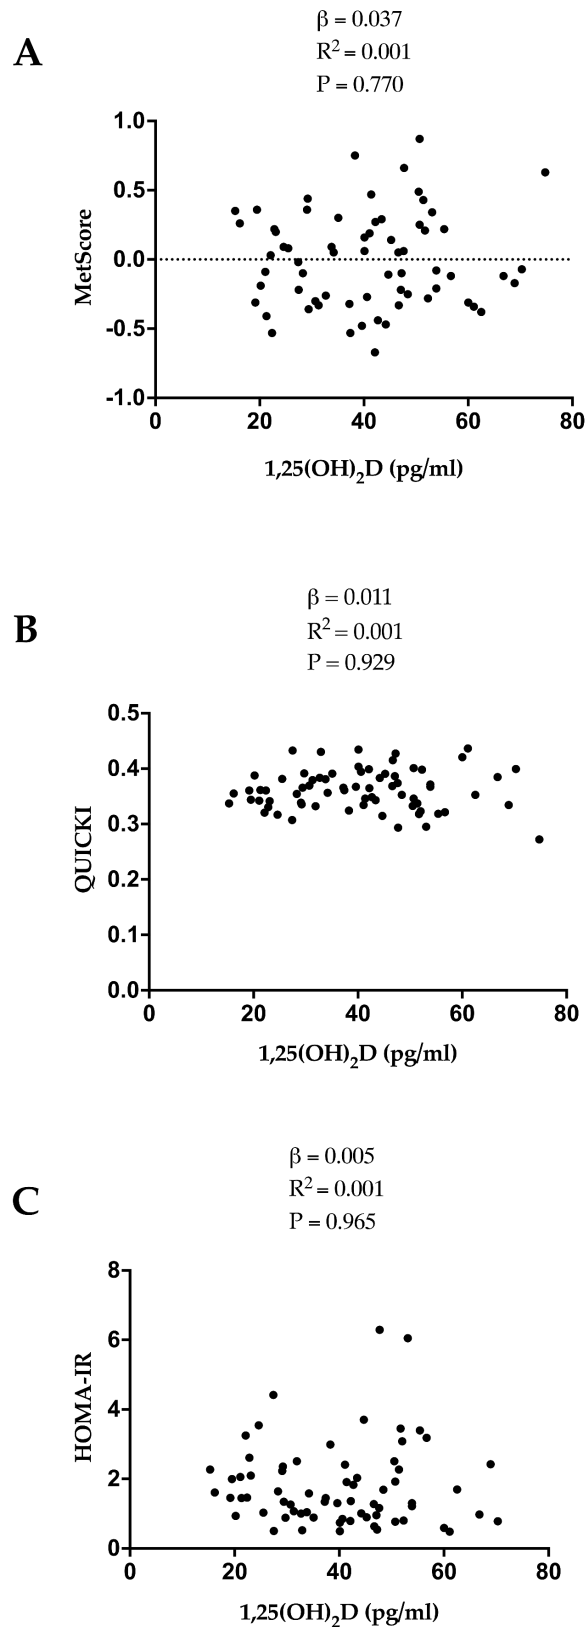 A
β = 0.037
R² = 0.001
P = 0.770
1.0
0.5
0.0
-0.5
-1.0
MetScore
0 20 40 60 80
1,25(OH)₂D (pg/ml)
B
β = 0.011
R² = 0.001
P = 0.929
0.5
0.4
0.3
0.2
0.1
0.0
QUICKI
0 20 40 60 80
1,25(OH)₂D (pg/ml)
C
β = 0.005
R² = 0.001
P = 0.965
8
6
4
2
0
HOMA-IR
0 20 40 60 80
1,25(OH)₂D (pg/ml)